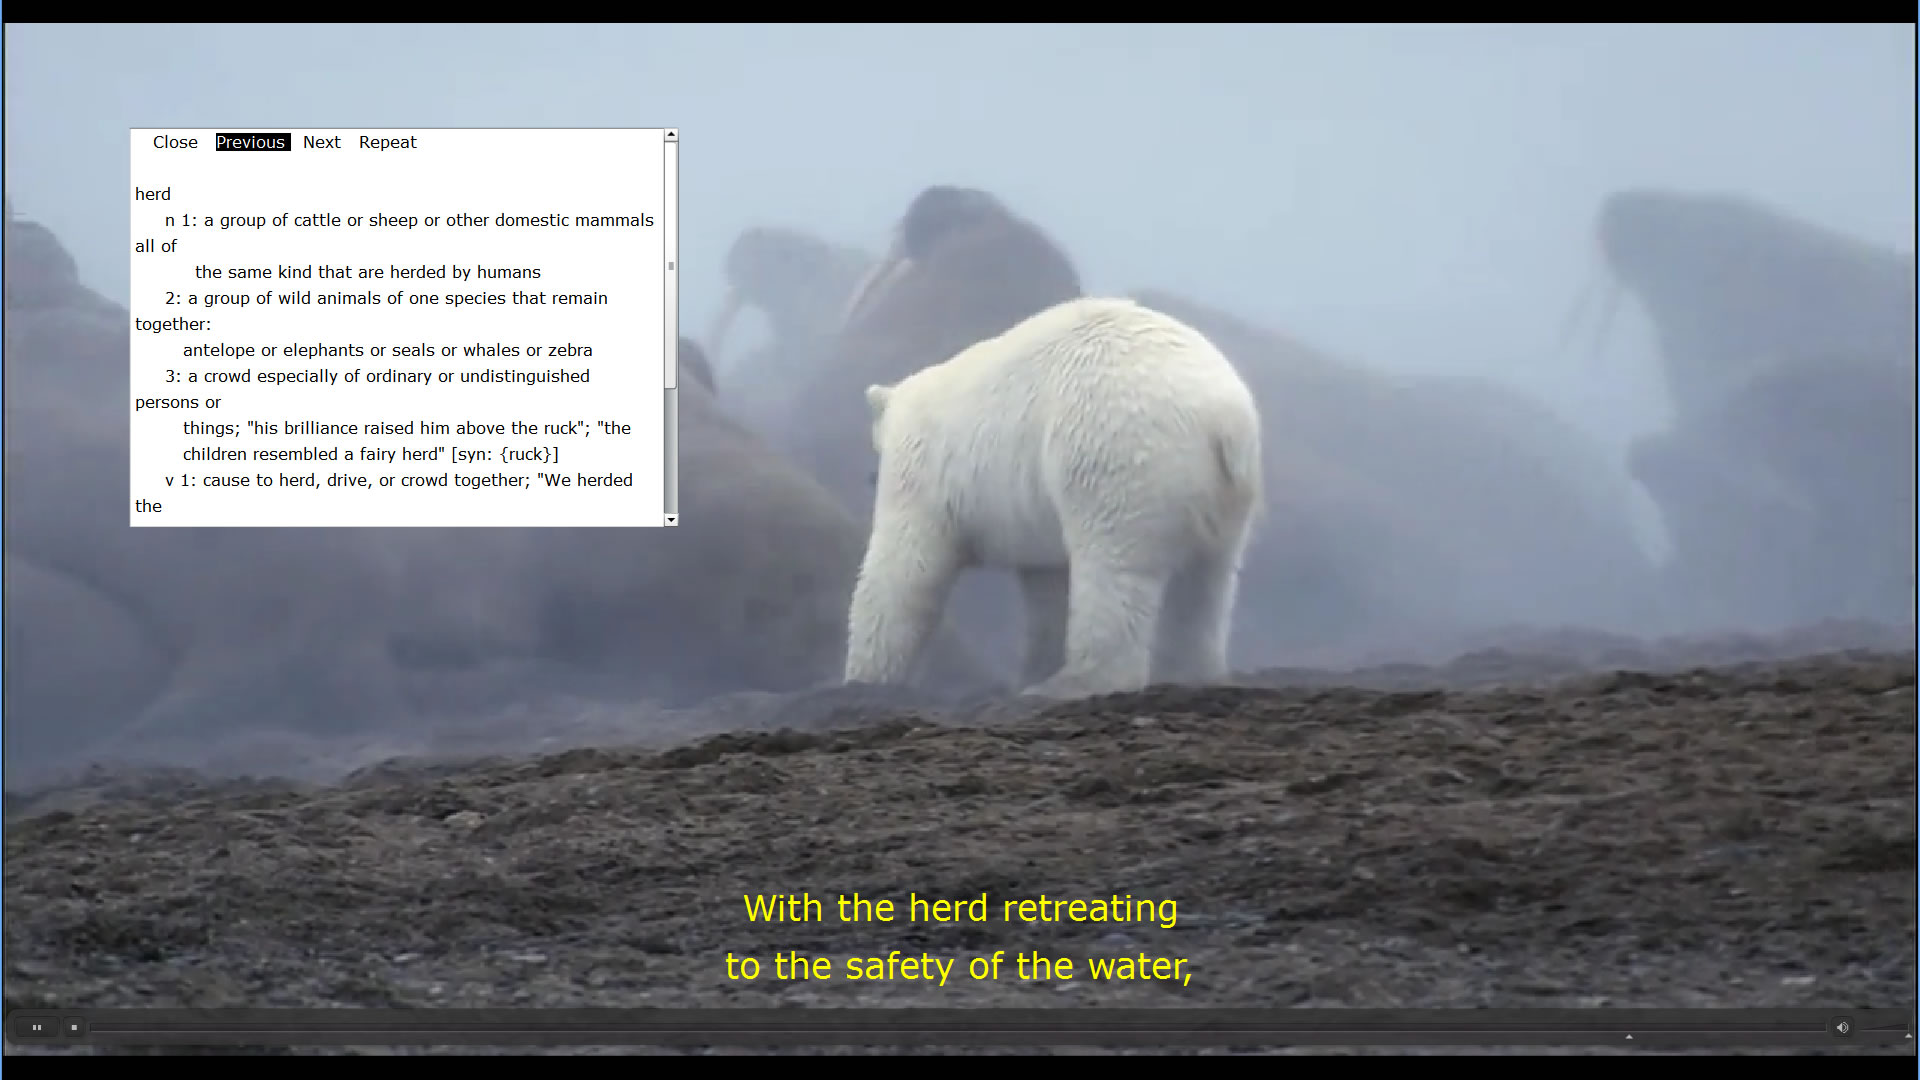 Close Previous Next Repeat
herd
n 1: a group of cattle or sheep or other domestic mammals
all of
the same kind that are herded by humans
2: a group of wild animals of one species that remain
together:
antelope or elephants or seals or whales or zebra
3: a crowd especially of ordinary or undistinguished
persons or
things; "his brilliance raised him above the ruck"; "the
children resembled a fairy herd" [syn: {ruck}]
v 1: cause to herd, drive, or crowd together; "We herded
the
With the herd retreating
to the safety of the water,